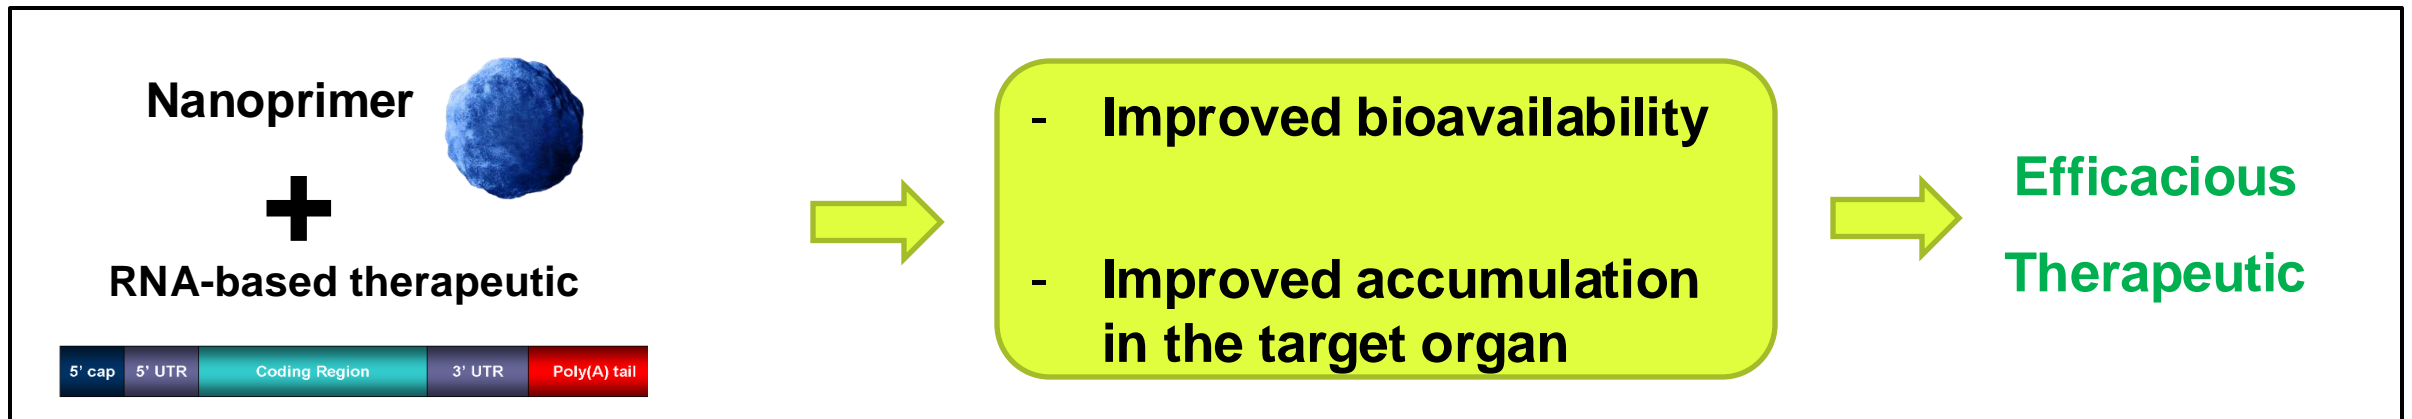 Nanoprimer
+
RNA-based therapeutic
5' cap 5' UTR Coding Region 3' UTR Poly(A) tail
- Improved bioavailability
- Improved accumulation
in the target organ
Efficacious
Therapeutic